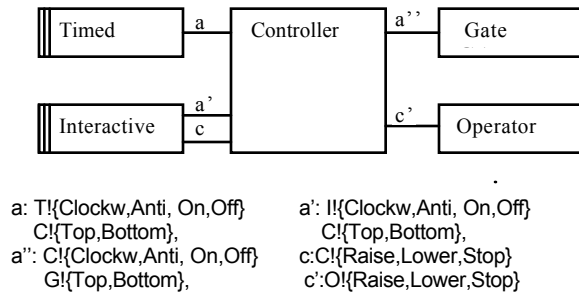 Timed a Controller a’’ Gate
Interactive a’ c c’ Operator
a: T!{Clockw,Anti, On,Off}
C!{Top,Bottom},
a’’: C!{Clockw,Anti, On,Off}
G!{Top,Bottom},
a’: I!{Clockw,Anti, On,Off}
C!{Top,Bottom},
c:C!{Raise,Lower,Stop}
c’:O!{Raise,Lower,Stop}